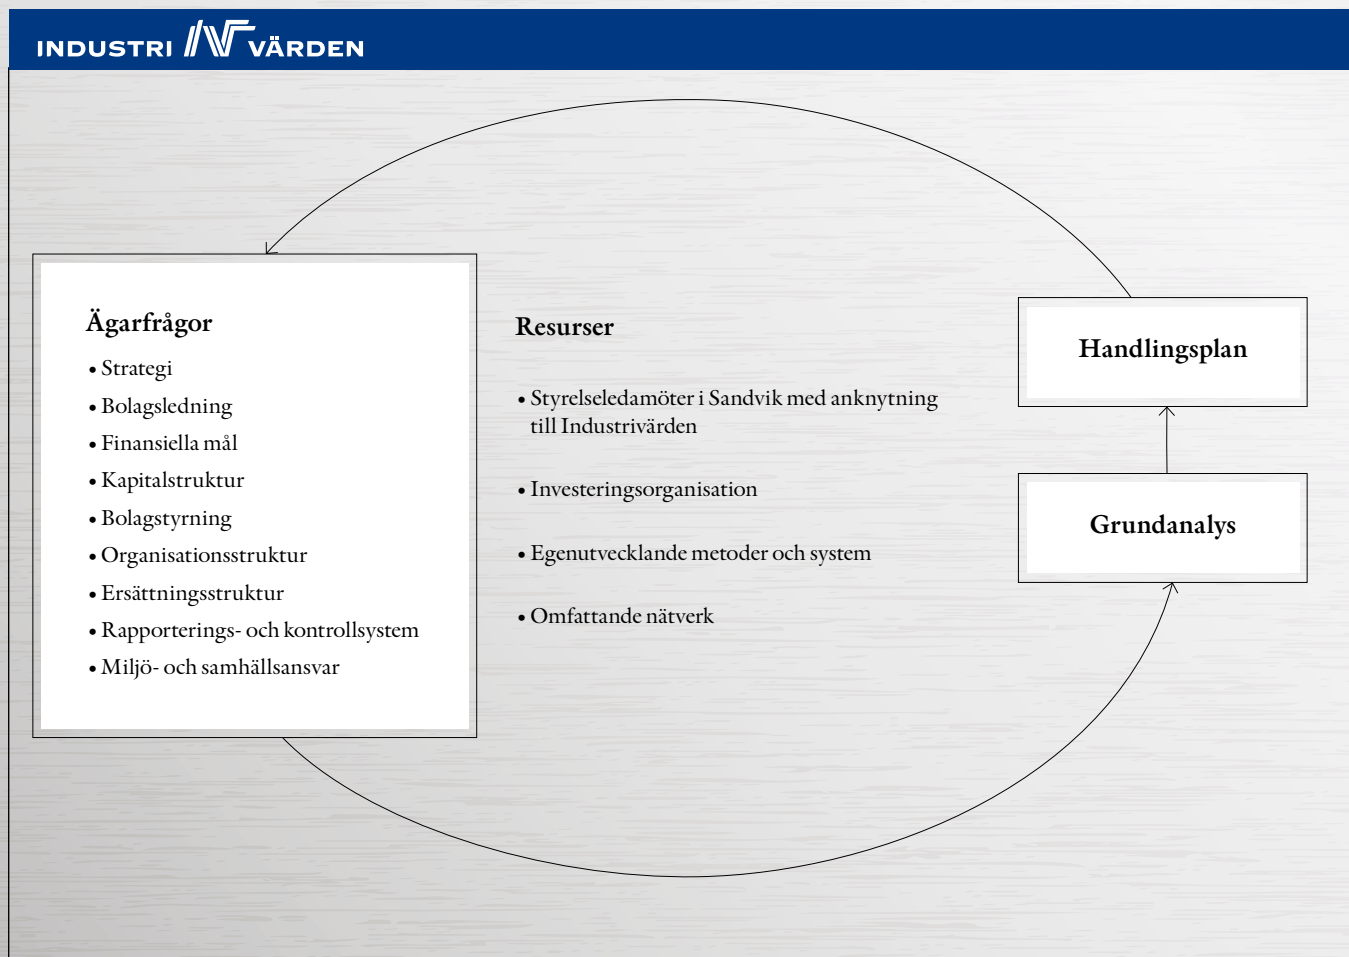 INDUSTRI VÄRDEN
Ägarfrågor
• Strategi
• Bolagsledning
• Finansiella mål
• Kapitalstruktur
• Bolagstyrning
• Organisationsstruktur
• Ersättningsstruktur
• Rapporterings- och kontrollsystem
• Miljö- och samhällsansvar
Resurser
• Styrelseledamöter i Sandvik med anknytning
till Industrivärden
• Investeringsorganisation
• Egenutvecklande metoder och system
• Omfattande nätverk
Handlingsplan
Grundanalys